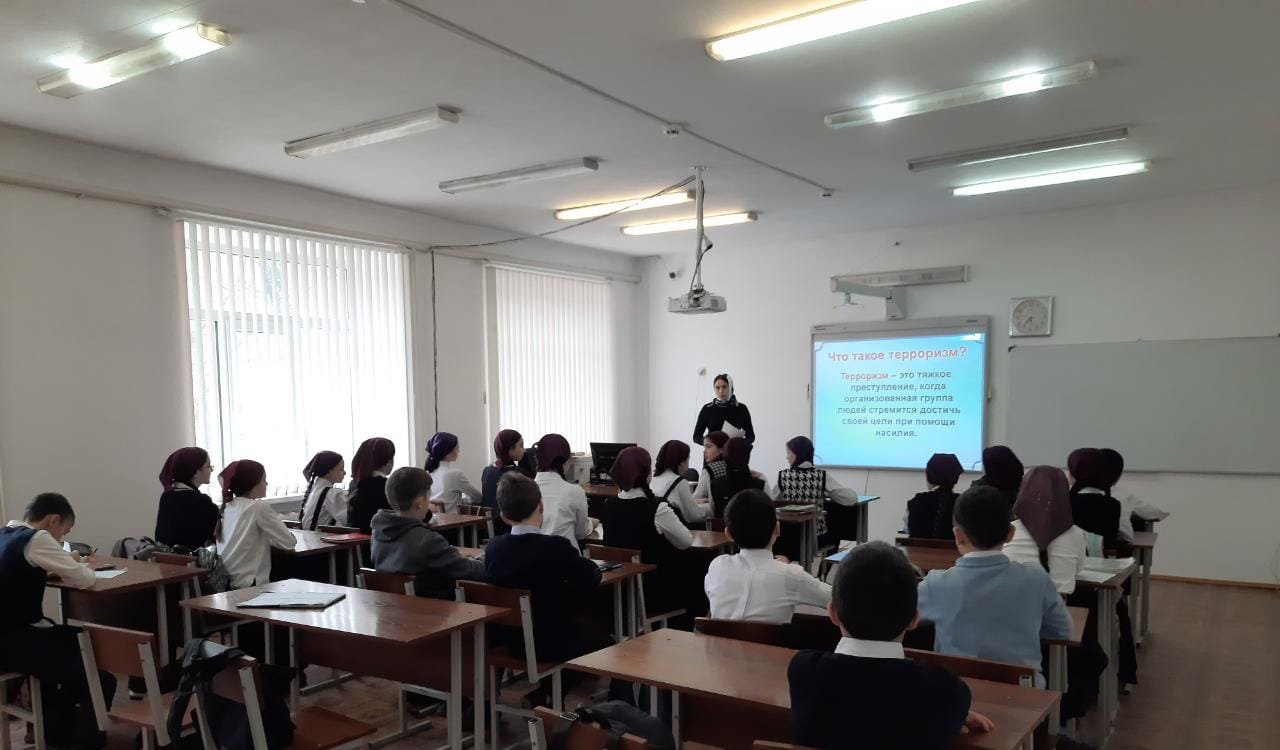 Что такое терроризм?
Терроризм – это тяжкое
преступление, когда
организованная группа
людей стремится достичь
своей цели при помощи
насилия.